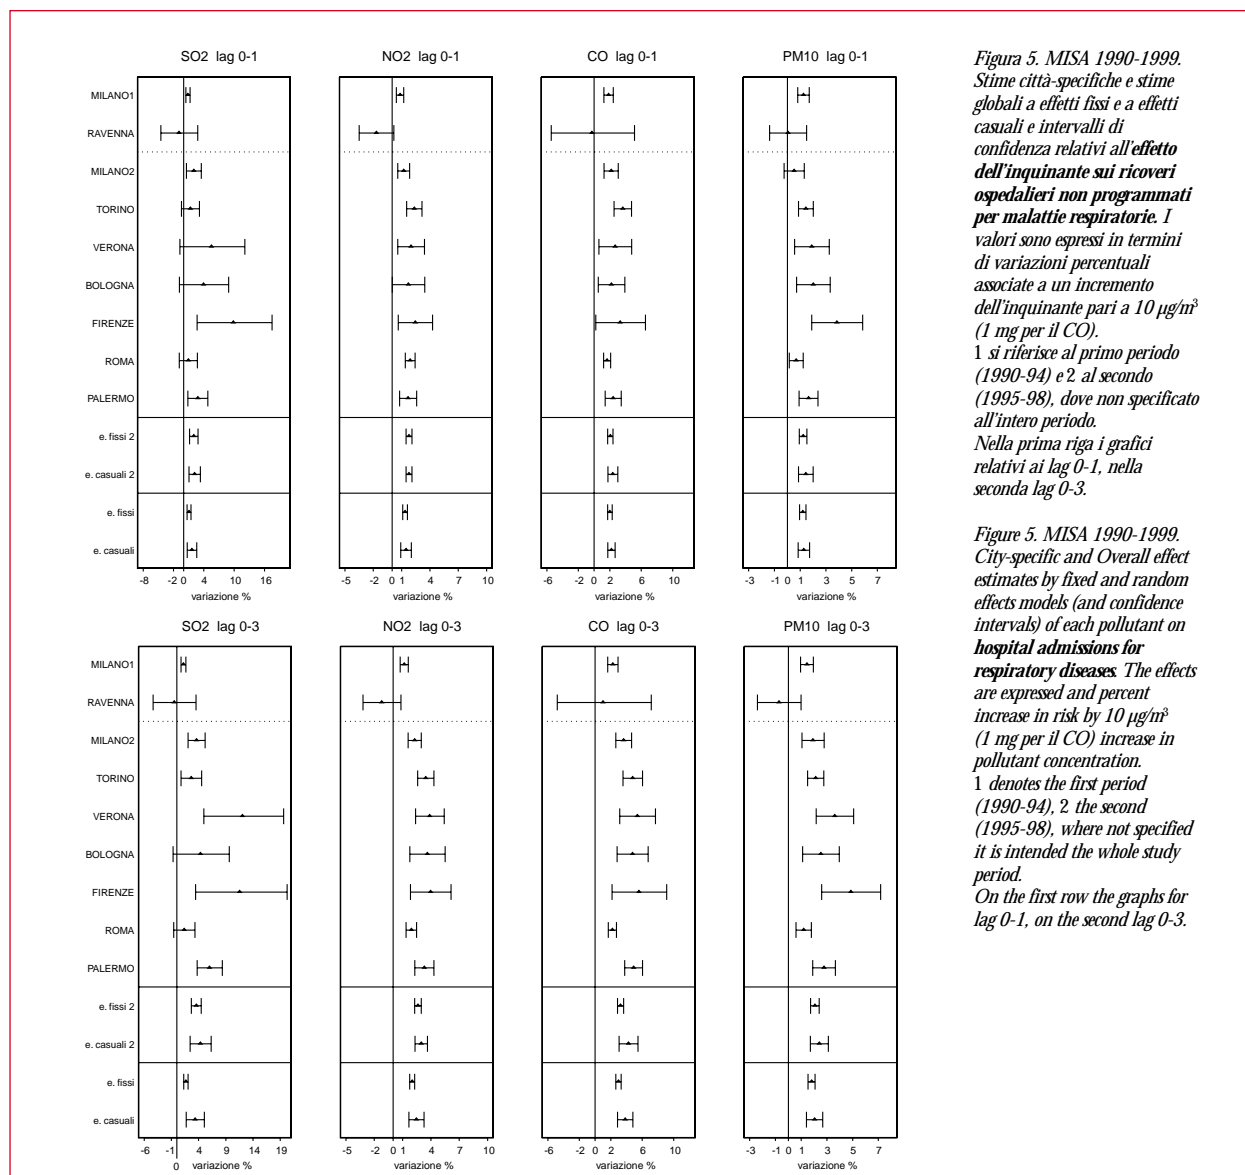 SO2 lag 0-1
NO2 lag 0-1
CO lag 0-1
PM10 lag 0-1
MILANO1
RAVENNA
MILANO2
TORINO
VERONA
BOLOGNA
FIRENZE
ROMA
PALERMO
e. fissi 2
e. casuali 2
e. fissi
e. casuali
-8 -2 0 4 10 16
variazione %
-5 -2 0 1 4 7 10
variazione %
-6 -2 0 2 6 10
variazione %
-3 -1 0 1 3 5 7
variazione %
SO2 lag 0-3
NO2 lag 0-3
CO lag 0-3
PM10 lag 0-3
MILANO1
RAVENNA
MILANO2
TORINO
VERONA
BOLOGNA
FIRENZE
ROMA
PALERMO
e. fissi 2
e. casuali 2
e. fissi
e. casuali
-6 -1 4 9 14 19
0
variazione %
-5 -2 0 1 4 7 10
variazione %
-6 -2 0 2 6 10
variazione %
-3 -1 0 1 3 5 7
variazione %
Figura 5. MISA 1990-1999.
Stime città-specifiche e stime
globali a effetti fissi e a effetti
casuali e intervalli di
confidenza relativi all'effetto
dell'inquinante sui ricoveri
ospedalieri non programmati
per malattie respiratorie. I
valori sono espressi in termini
di variazioni percentuali
associate a un incremento
dell'inquinante pari a 10 µg/m³
(1 mg per il CO).
1 si riferisce al primo periodo
(1990-94) e 2 al secondo
(1995-98), dove non specificato
all'intero periodo.
Nella prima riga i grafici
relativi ai lag 0-1, nella
seconda lag 0-3.
Figure 5. MISA 1990-1999.
City-specific and Overall effect
estimates by fixed and random
effects models (and confidence
intervals) of each pollutant on
hospital admissions for
respiratory diseases. The effects
are expressed and percent
increase in risk by 10 µg/m³
(1 mg per il CO) increase in
pollutant concentration.
1 denotes the first period
(1990-94), 2 the second
(1995-98), where not specified
it is intended the whole study
period.
On the first row the graphs for
lag 0-1, on the second lag 0-3.